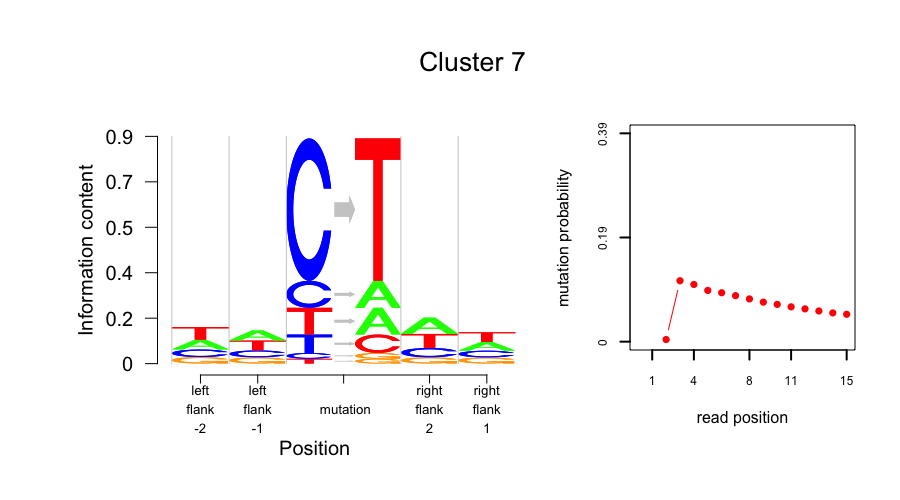 Cluster 7
Information content
0.9
0.7
0.5
0.4
0.2
0
T
A
C
G
A
T
C
G
C
C
T
T
C
T
T
A
A
C
G
G
A
T
C
G
T
A
C
G
left
flank
-2
left
flank
-1
mutation
right
flank
2
right
flank
1
Position
mutation probability
0.39
0.19
0
1
4
8
11
15
read position